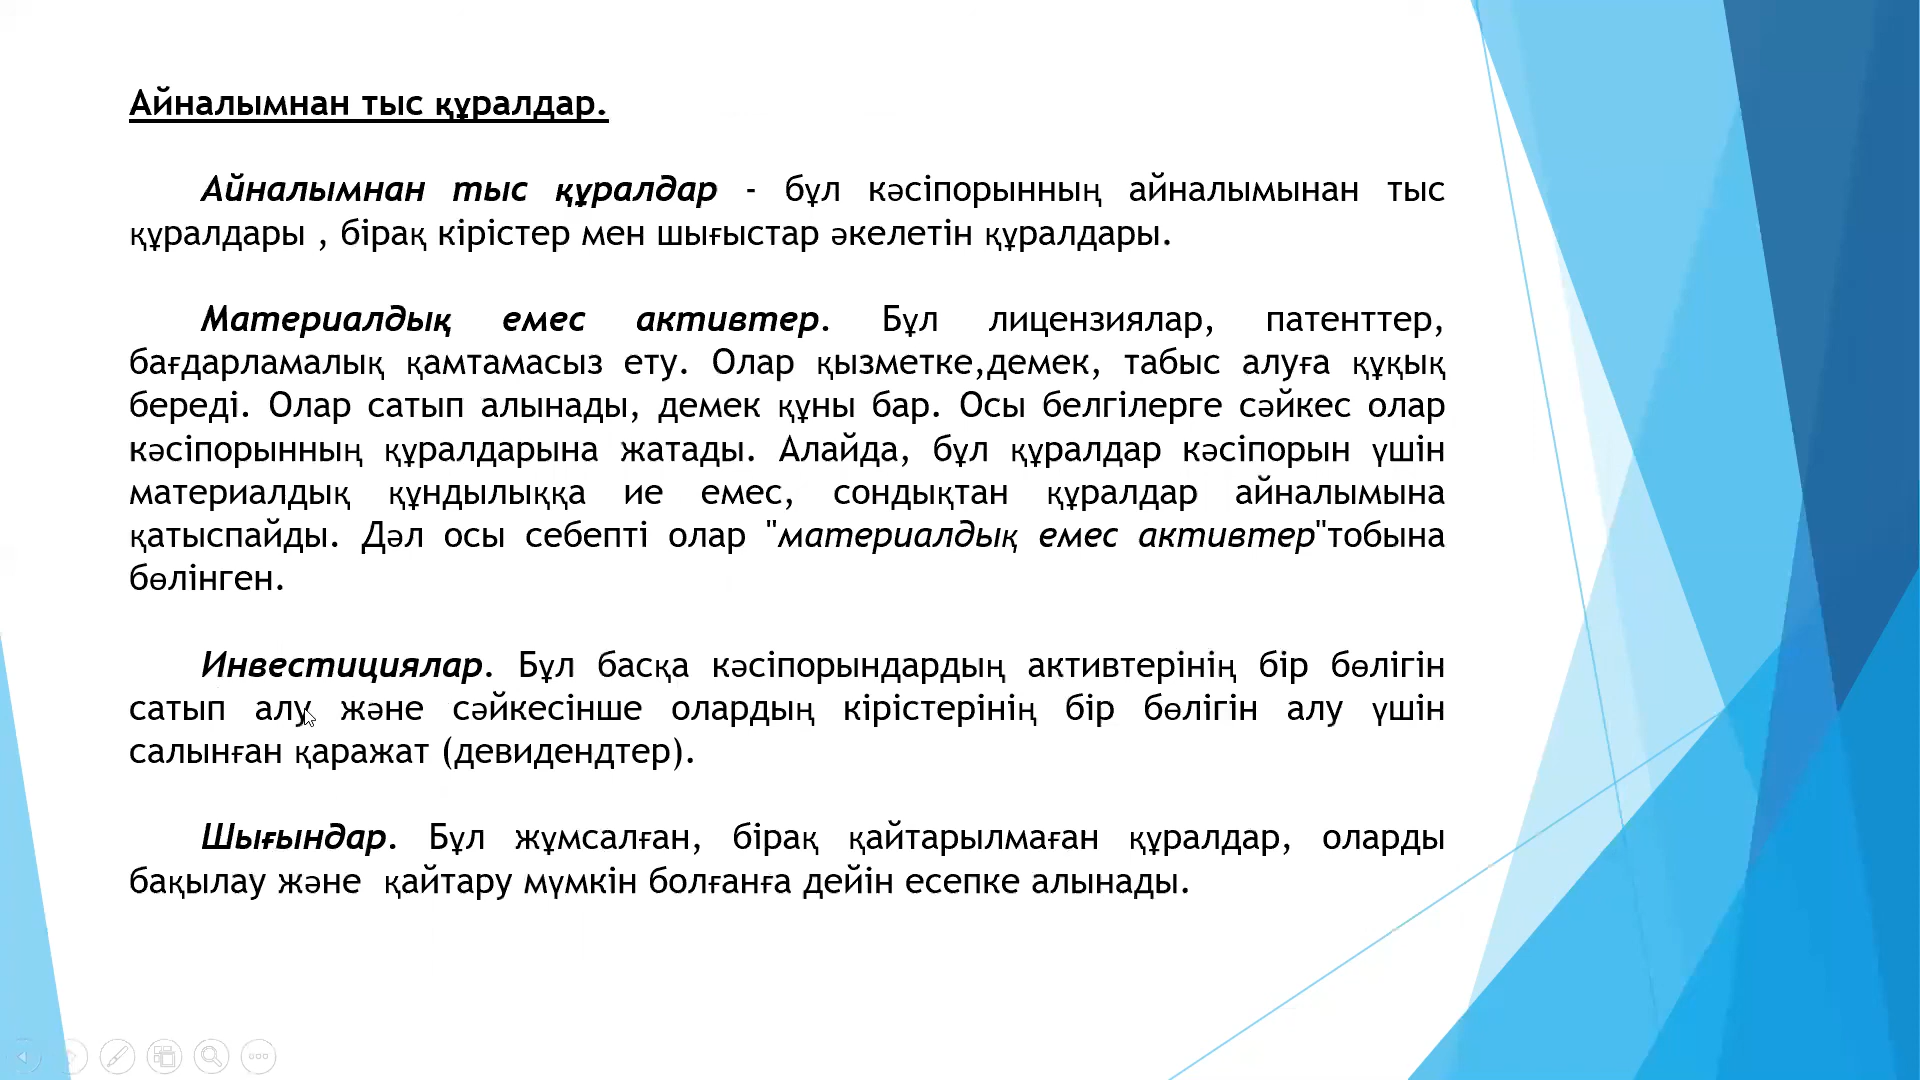 Айналымнан тыс құралдар.
Айналымнан тыс құралдар - бұл кәсіпорынның айналымынан тыс
құралдары , бірақ кірістер мен шығыстар әкелетін құралдары.
Материалдық емес активтер. Бұл лицензиялар, патенттер,
бағдарламалық қамтамасыз ету. Олар қызметке,демек, табыс алуға құқық
береді. Олар сатып алынады, демек құны бар. Осы белгілерге сәйкес олар
кәсіпорынның құралдарына жатады. Алайда, бұл құралдар кәсіпорын үшін
материалдық құндылыққа ие емес, сондықтан құралдар айналымына
қатыспайды. Дәл осы себепті олар "материалдық емес активтер"тобына
бөлінген.
Инвестициялар. Бұл басқа кәсіпорындардың активтерінің бір бөлігін
сатып алу және сәйкесінше олардың кірістерінің бір бөлігін алу үшін
салынған қаражат (девидендтер).
Шығындар. Бұл жұмсалған, бірақ қайтарылмаған құралдар, оларды
бақылау және  қайтару мүмкін болғанға дейін есепке алынады.